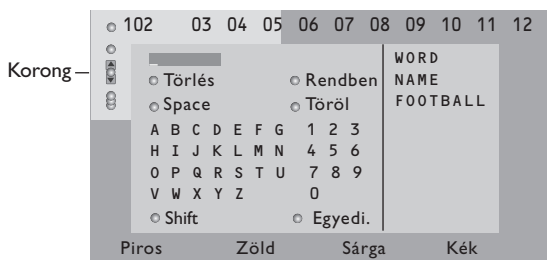 102 03 04 05 06 07 08 09 10 11 12
Korong
WORD
Törlés Rendben NAME
Space Töröl FOOTBALL
A B C D E F G 1 2 3
H I J K L M N 4 5 6
O P Q R S T U 7 8 9
V W X Y Z 0
Shift Egyedi.
Piros Zöld Sárga Kék